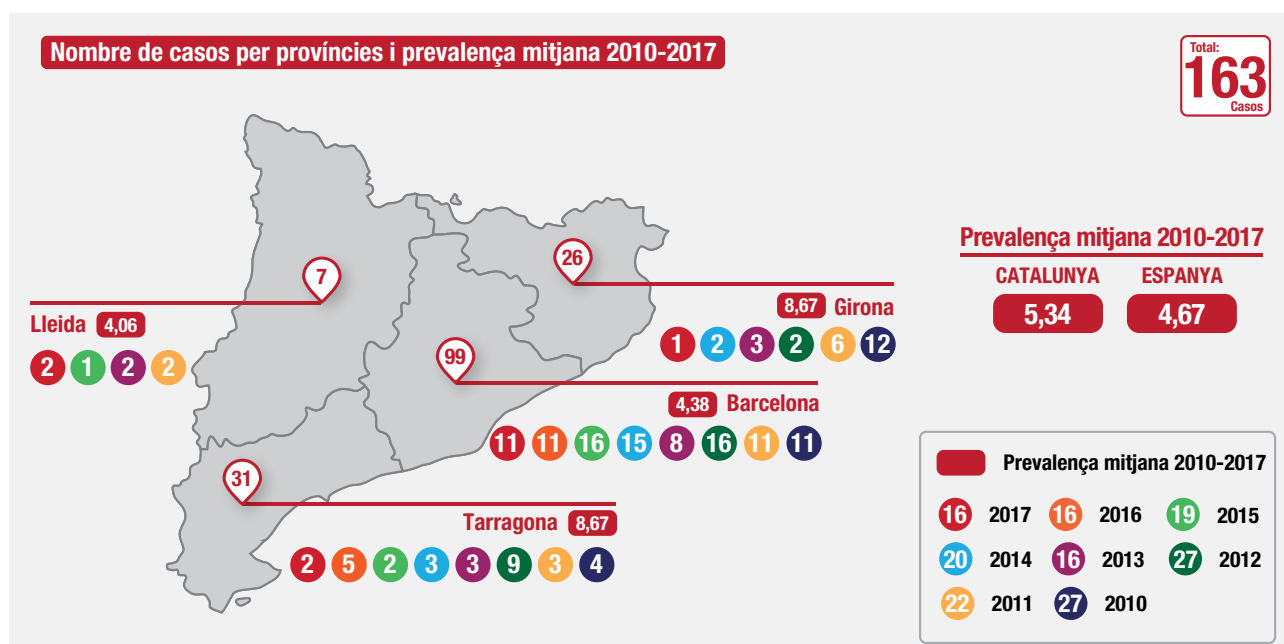 Nombre de casos per províncies i prevalença mitjana 2010-2017
Total:
163
Casos
7
Lleida 4,06
2 1 2 2
26
8,67 Girona
1 2 3 2 6 12
99
4,38 Barcelona
11 11 16 15 8 16 11 11
31
Tarragona 8,67
2 5 2 3 3 9 3 4
Prevalença mitjana 2010-2017
CATALUNYA ESPANYA
5,34 4,67
Prevalença mitjana 2010-2017
16 2017 16 2016 19 2015
20 2014 16 2013 27 2012
22 2011 27 2010